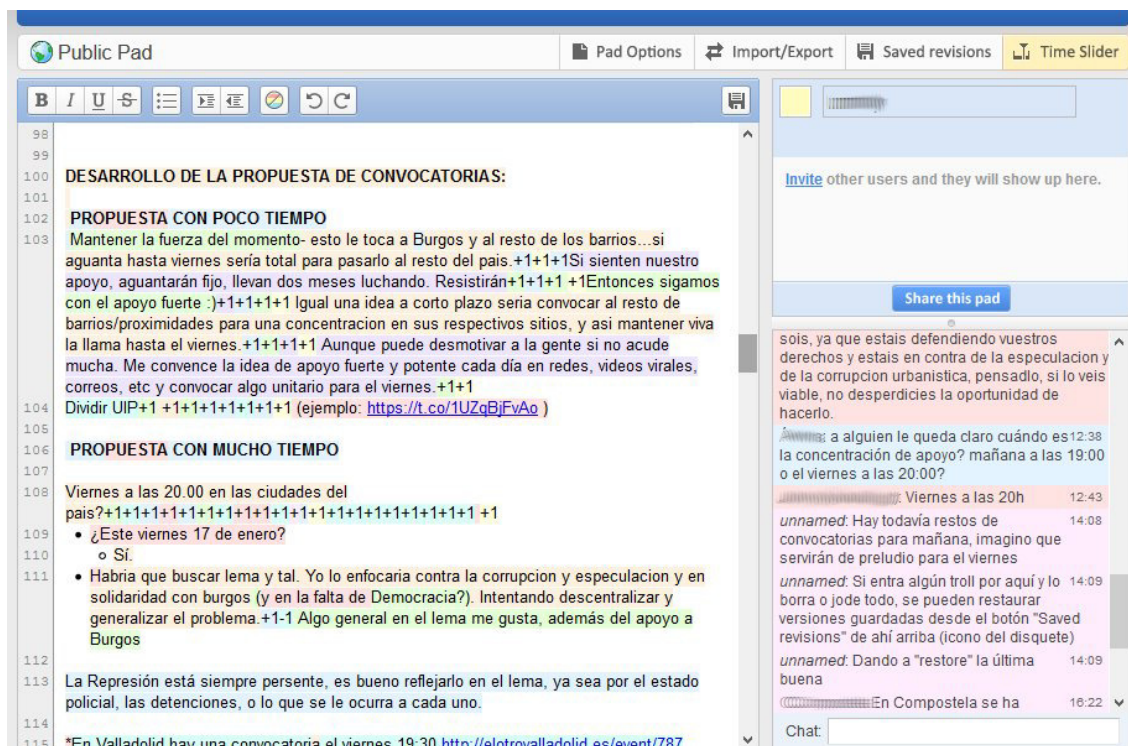 Public Pad
Pad Options
Import/Export
Saved revisions
Time Slider
B I U S
98
99
100 DESARROLLO DE LA PROPUESTA DE CONVOCATORIAS:
101
102 PROPUESTA CON POCO TIEMPO
103 Mantener la fuerza del momento- esto le toca a Burgos y al resto de los barrios...si
aguanta hasta viernes sería total para pasarlo al resto del pais.+1+1+1Si sienten nuestro
apoyo, aguantarán fijo, llevan dos meses luchando. Resistirán+1+1+1 +1Entonces sigamos
con el apoyo fuerte :)+1+1+1+1 Igual una idea a corto plazo seria convocar al resto de
barrios/proximidades para una concentracion en sus respectivos sitios, y asi mantener viva
la llama hasta el viernes.+1+1+1+1 Aunque puede desmotivar a la gente si no acude
mucha. Me convence la idea de apoyo fuerte y potente cada día en redes, videos virales,
correos, etc y convocar algo unitario para el viernes.+1+1
104 Dividir UIP+1 +1+1+1+1+1+1+1 (ejemplo: https://t.co/1UZqBjFvAo )
105
106 PROPUESTA CON MUCHO TIEMPO
107
108 Viernes a las 20.00 en las ciudades del
pais?+1+1+1+1+1+1+1+1+1+1+1+1+1+1+1+1+1+1+1+1 +1
109 • ¿Este viernes 17 de enero?
110 o Sí.
111 • Habria que buscar lema y tal. Yo lo enfocaria contra la corrupcion y especulacion y en
solidaridad con burgos (y en la falta de Democracia?). Intentando descentralizar y
generalizar el problema.+1-1 Algo general en el lema me gusta, además del apoyo a
Burgos
112
113 La Represión está siempre persente, es bueno reflejarlo en el lema, ya sea por el estado
policial, las detenciones, o lo que se le ocurra a cada uno.
114
115 *En Valladolid hay una convocatoria el viernes 19:30 http://elotrovalladolid.es/event/787
Invite other users and they will show up here.
Share this pad
sois, ya que estais defendiendo vuestros
derechos y estais en contra de la especulacion y
de la corrupcion urbanistica, pensadlo, si lo veis
viable, no desperdicies la oportunidad de
hacerlo.
: a alguien le queda claro cuándo es 12:38
la concentración de apoyo? mañana a las 19:00
o el viernes a las 20:00?
: Viernes a las 20h 12:43
unnamed: Hay todavía restos de 14:08
convocatorias para mañana, imagino que
servirán de preludio para el viernes
unnamed: Si entra algún troll por aquí y lo 14:09
borra o jode todo, se pueden restaurar
versiones guardadas desde el botón "Saved
revisions" de ahí arriba (icono del disquete)
unnamed: Dando a "restore" la última 14:09
buena
En Compostela se ha 16:22
Chat: